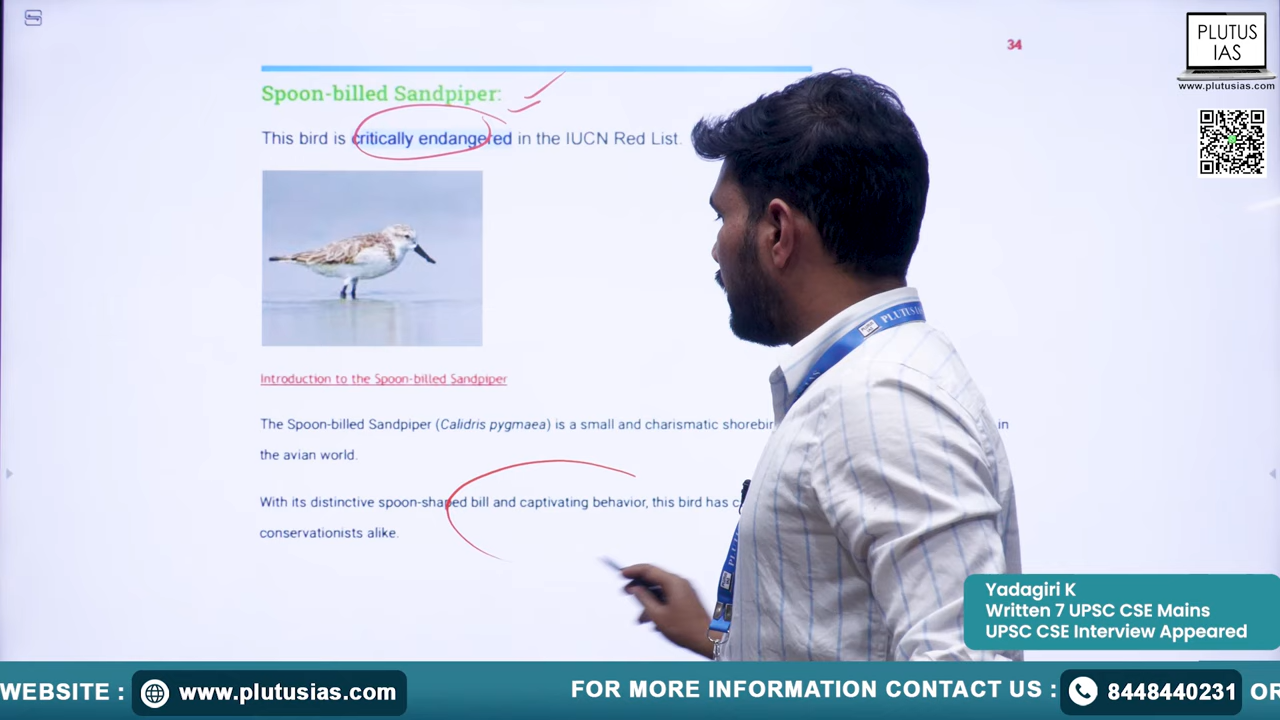 34
PLUTUS
IAS
www.plutusias.com
Spoon-billed Sandpiper:
This bird is critically endangered in the IUCN Red List.
Introduction to the Spoon-billed Sandpiper
The Spoon-billed Sandpiper (Calidris pygmaea) is a small and charismatic in
the avian world.
With its distinctive spoon-shaped bill and captivating behavior, this bird has
conservationists alike.
PLUTUS
Yadagiri K
Written 7 UPSC CSE Mains
UPSC CSE Interview Appeared
WEBSITE : www.plutusias.com FOR MORE INFORMATION CONTACT US : 8448440231 OR